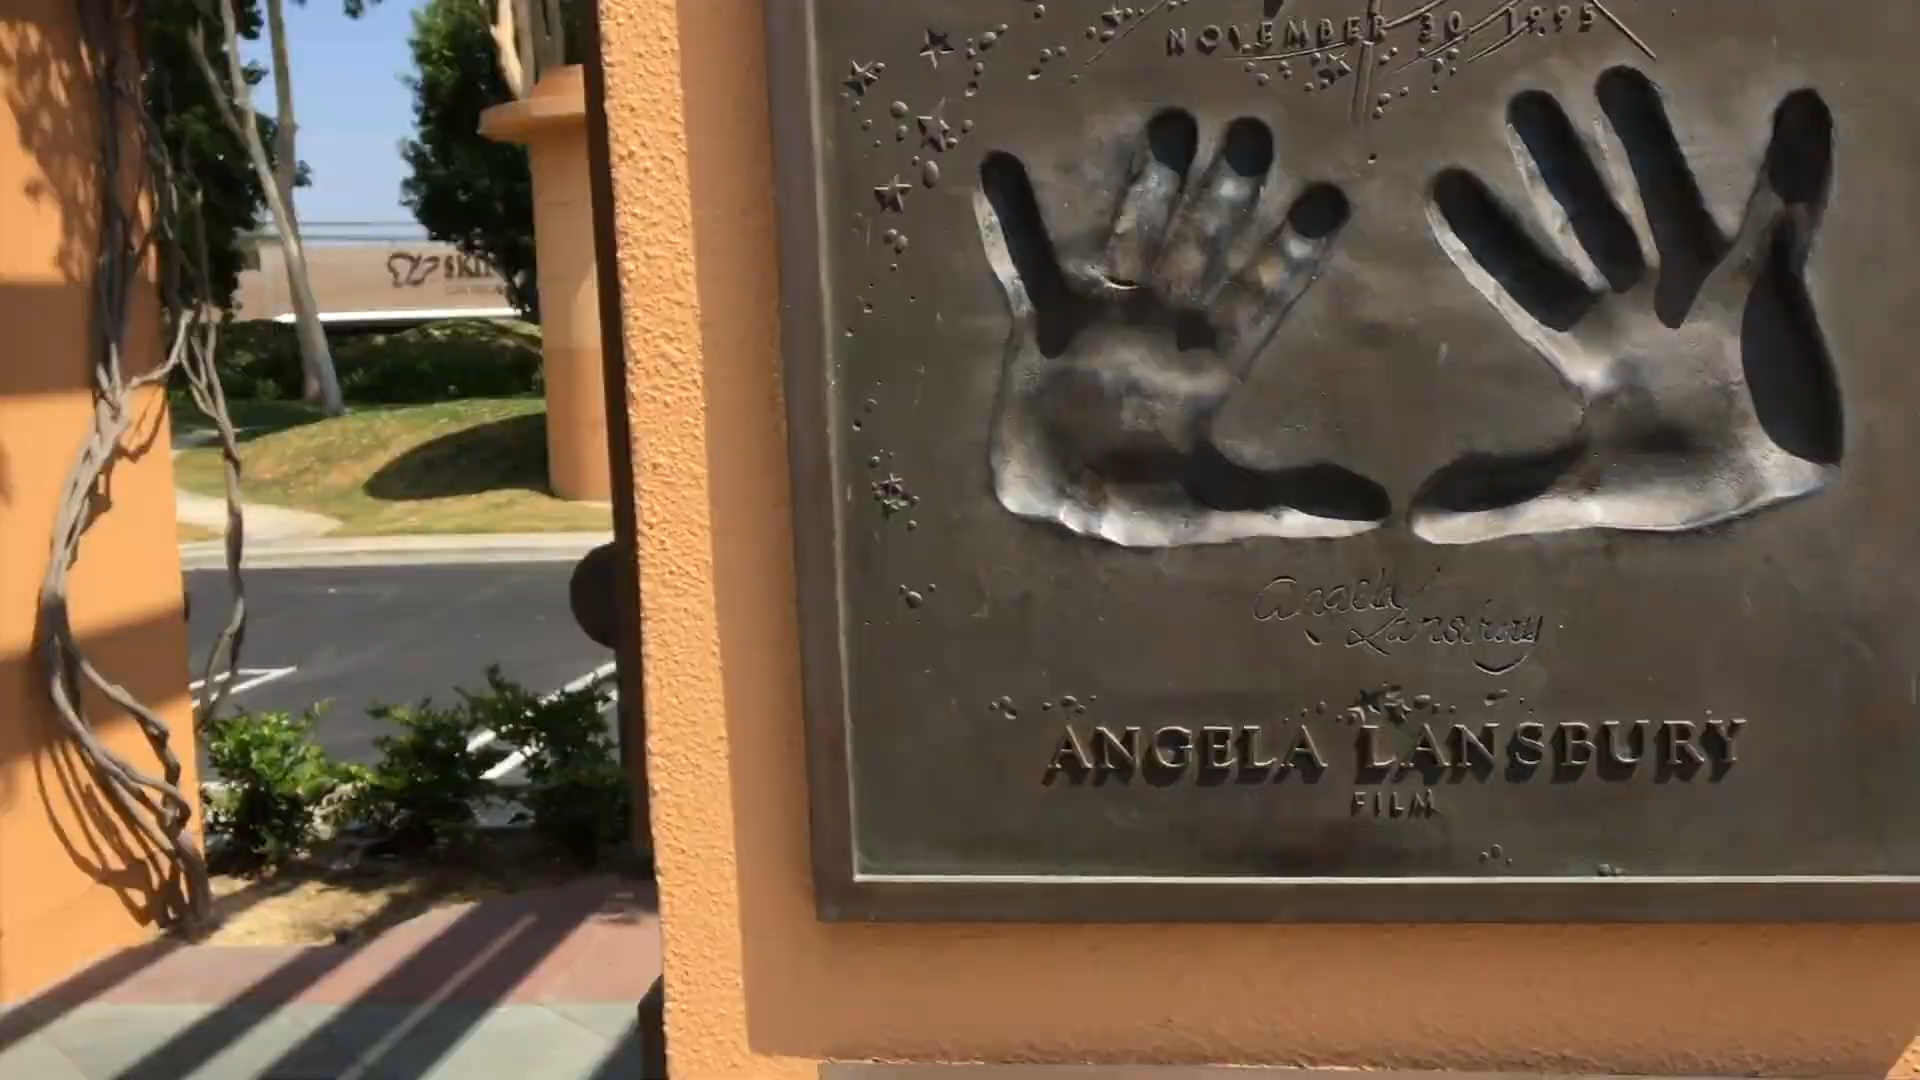 NOVEMBER 30, 1995
Angela
Lansbury
ANGELA LANSBURY
FILM